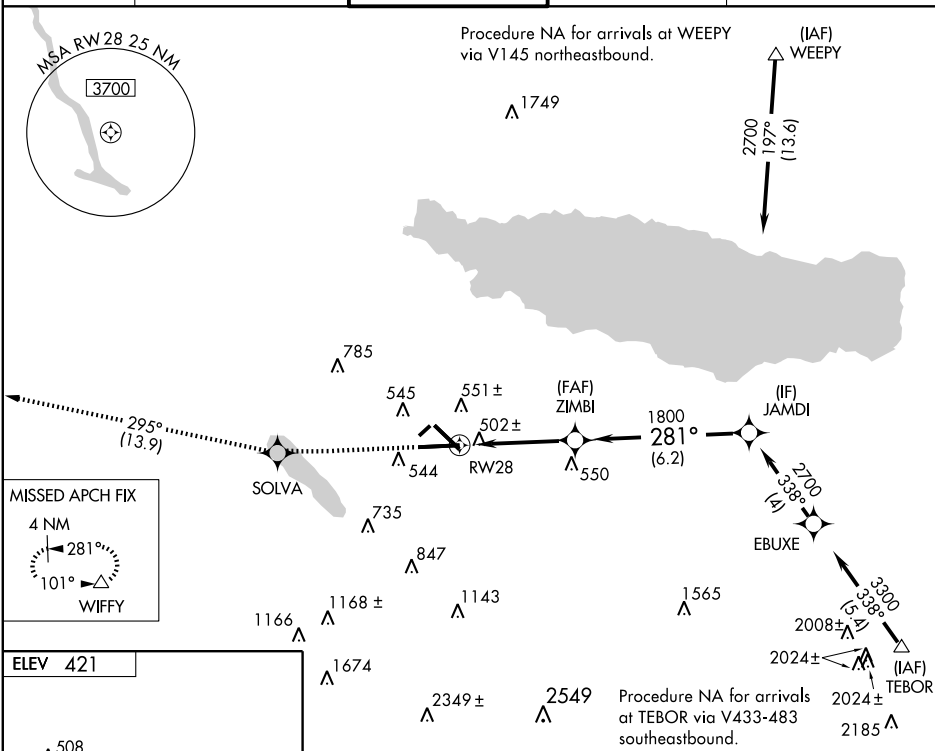 Procedure NA for arrivals at WEEPY
via V145 northeastbound.
(IAF)
WEEPY
MSA RW 28 25 NM
3700
1749
2700
197°
(13.6)
785
545
551 ±
502 ±
(FAF)
ZIMBI
1800
281°
(6.2)
(IF)
JAMDI
295°
(13.9)
SOLVA
544
RW28
550
2700
338°
(4)
EBUXE
MISSED APCH FIX
4 NM
281°
101°
WIFFY
735
847
1143
1168 ±
1166
1565
3300
338°
(5.4)
2008±
2024±
(IAF)
TEBOR
2024±
2185
ELEV 421
1674
2349 ±
2549
Procedure NA for arrivals
at TEBOR via V433-483
southeastbound.
508